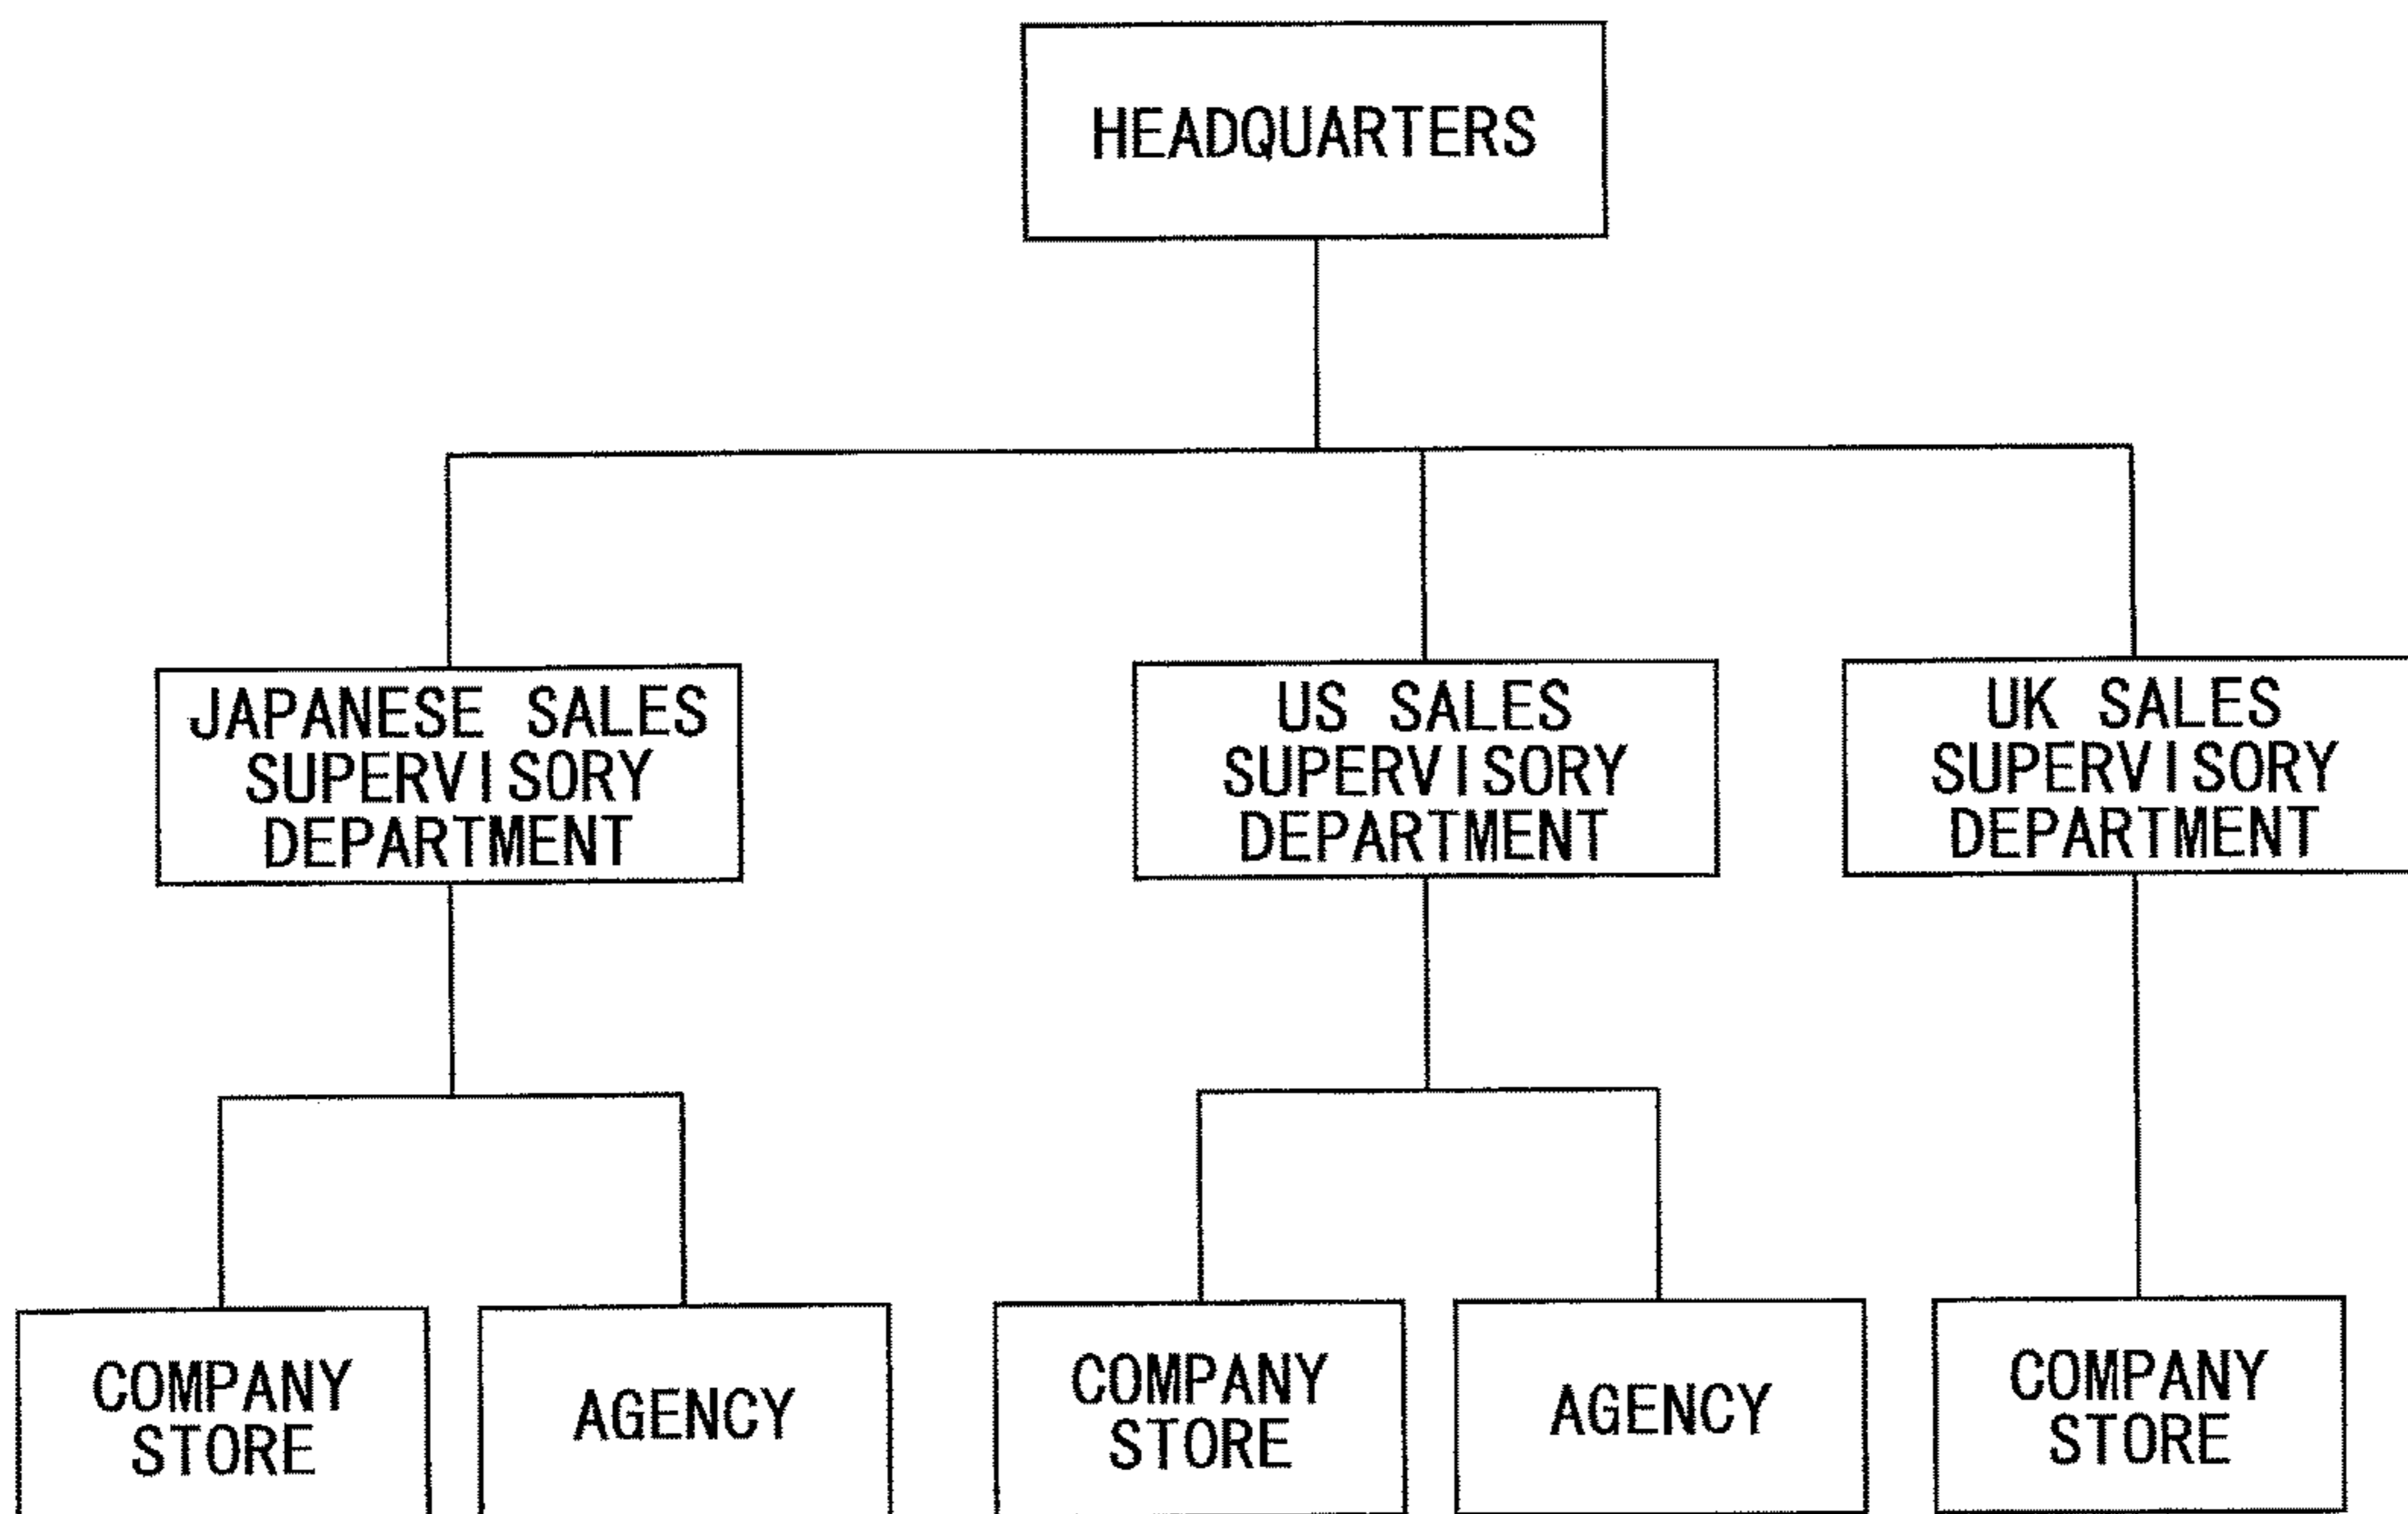 HEADQUARTERS
JAPANESE SALES
SUPERVISORY
DEPARTMENT
US SALES
SUPERVISORY
DEPARTMENT
UK SALES
SUPERVISORY
DEPARTMENT
COMPANY
STORE
AGENCY
COMPANY
STORE
AGENCY
COMPANY
STORE